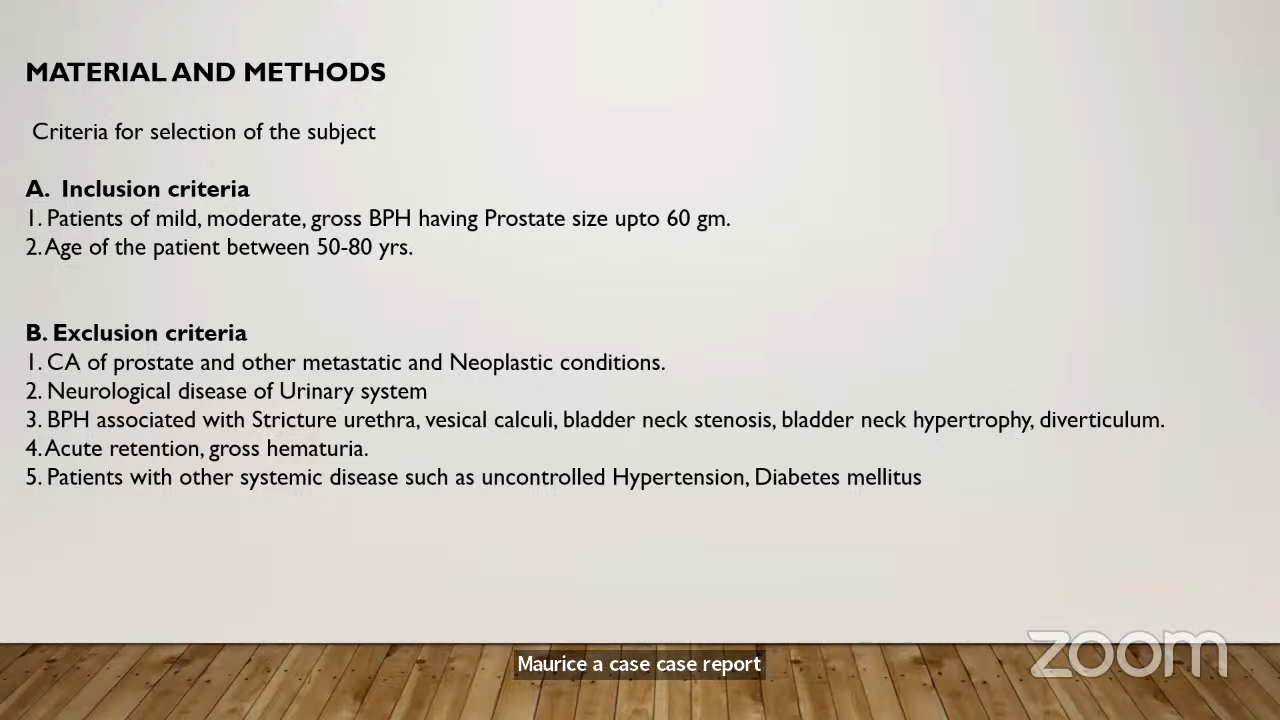 MATERIAL AND METHODS
Criteria for selection of the subject
A. Inclusion criteria
1. Patients of mild, moderate, gross BPH having Prostate size upto 60 gm.
2. Age of the patient between 50-80 yrs.
B. Exclusion criteria
1. CA of prostate and other metastatic and Neoplastic conditions.
2. Neurological disease of Urinary system
3. BPH associated with Stricture urethra, vesical calculi, bladder neck stenosis, bladder neck hypertrophy, diverticulum.
4. Acute retention, gross hematuria.
5. Patients with other systemic disease such as uncontrolled Hypertension, Diabetes mellitus
zoom
Maurice a case case report